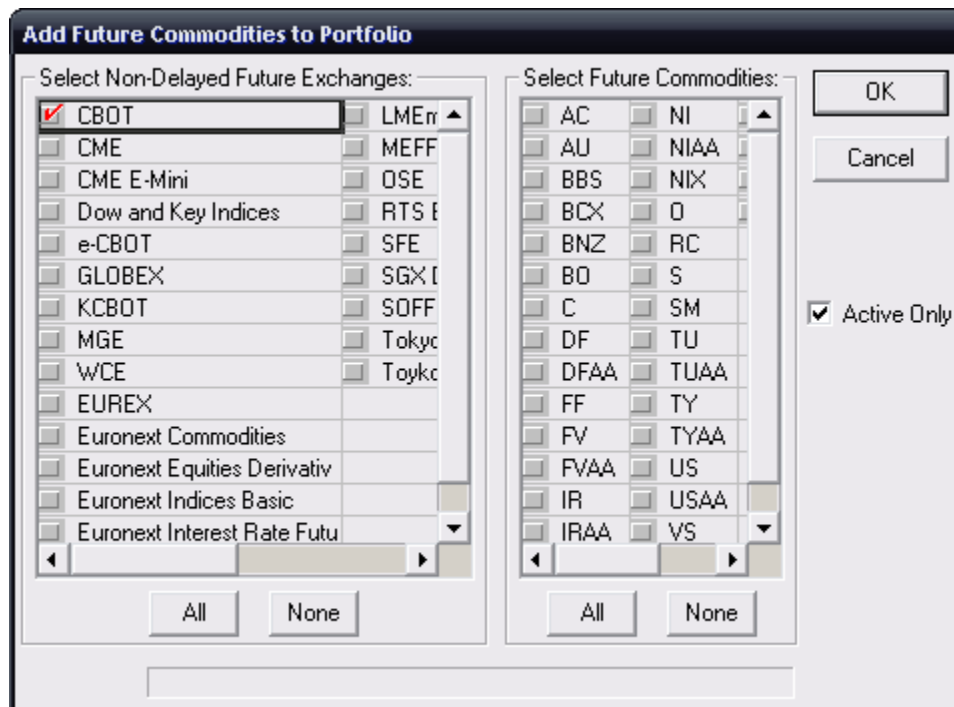 Add Future Commodities to Portfolio
Select Non-Delayed Future Exchanges:
CBOT
CME
CME E-Mini
Dow and Key Indices
e-CBOT
GLOBEX
KCBOT
MGE
WCE
EUREX
Euronext Commodities
Euronext Equities Derivativ
Euronext Indices Basic
Euronext Interest Rate Futu
MEFF
OSE
RTS
SFE
SGX
SOFF
Tokyo
Toyko
All
None
Select Future Commodities:
AC
AU
BBS
BCX
BNZ
BO
C
DF
DFAA
FF
FV
FVAA
IR
IRAA
NI
NIAA
NIX
O
RC
S
SM
TU
TUAA
TY
TYAA
US
USAA
VS
All
None
OK
Cancel
Active Only